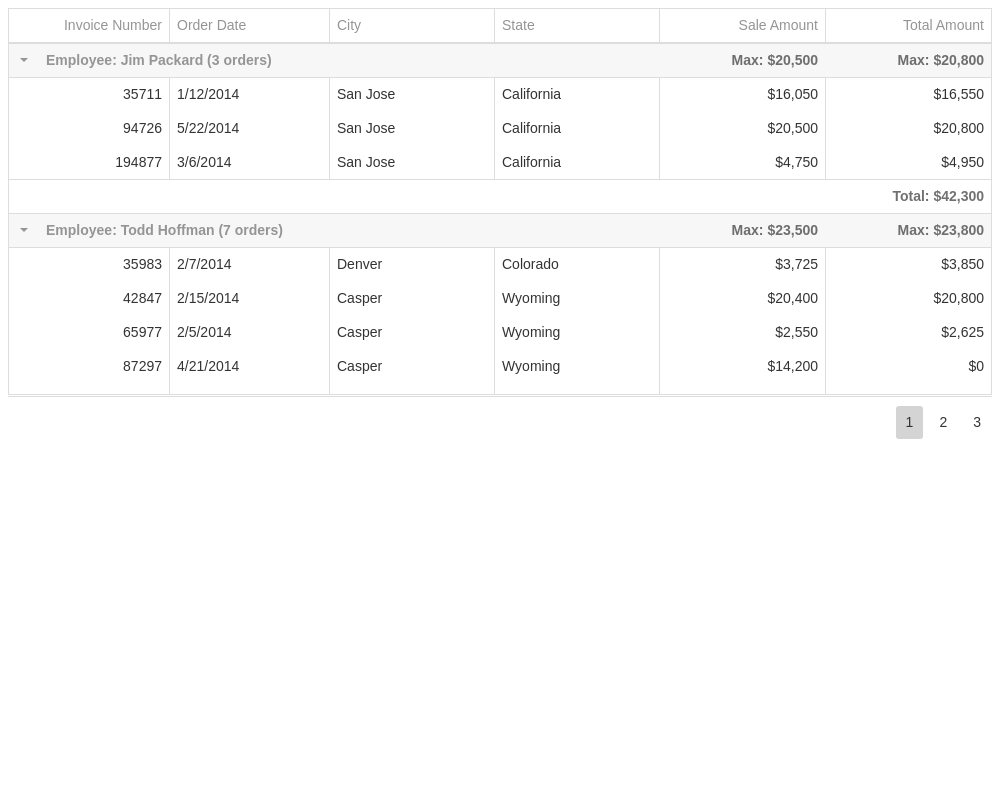 Invoice Number Order Date City State Sale Amount Total Amount
Employee: Jim Packard (3 orders) Max: $20,500 Max: $20,800
35711 1/12/2014 San Jose California $16,050 $16,550
94726 5/22/2014 San Jose California $20,500 $20,800
194877 3/6/2014 San Jose California $4,750 $4,950
Total: $42,300
Employee: Todd Hoffman (7 orders) Max: $23,500 Max: $23,800
35983 2/7/2014 Denver Colorado $3,725 $3,850
42847 2/15/2014 Casper Wyoming $20,400 $20,800
65977 2/5/2014 Casper Wyoming $2,550 $2,625
87297 4/21/2014 Casper Wyoming $14,200 $0
1 2 3